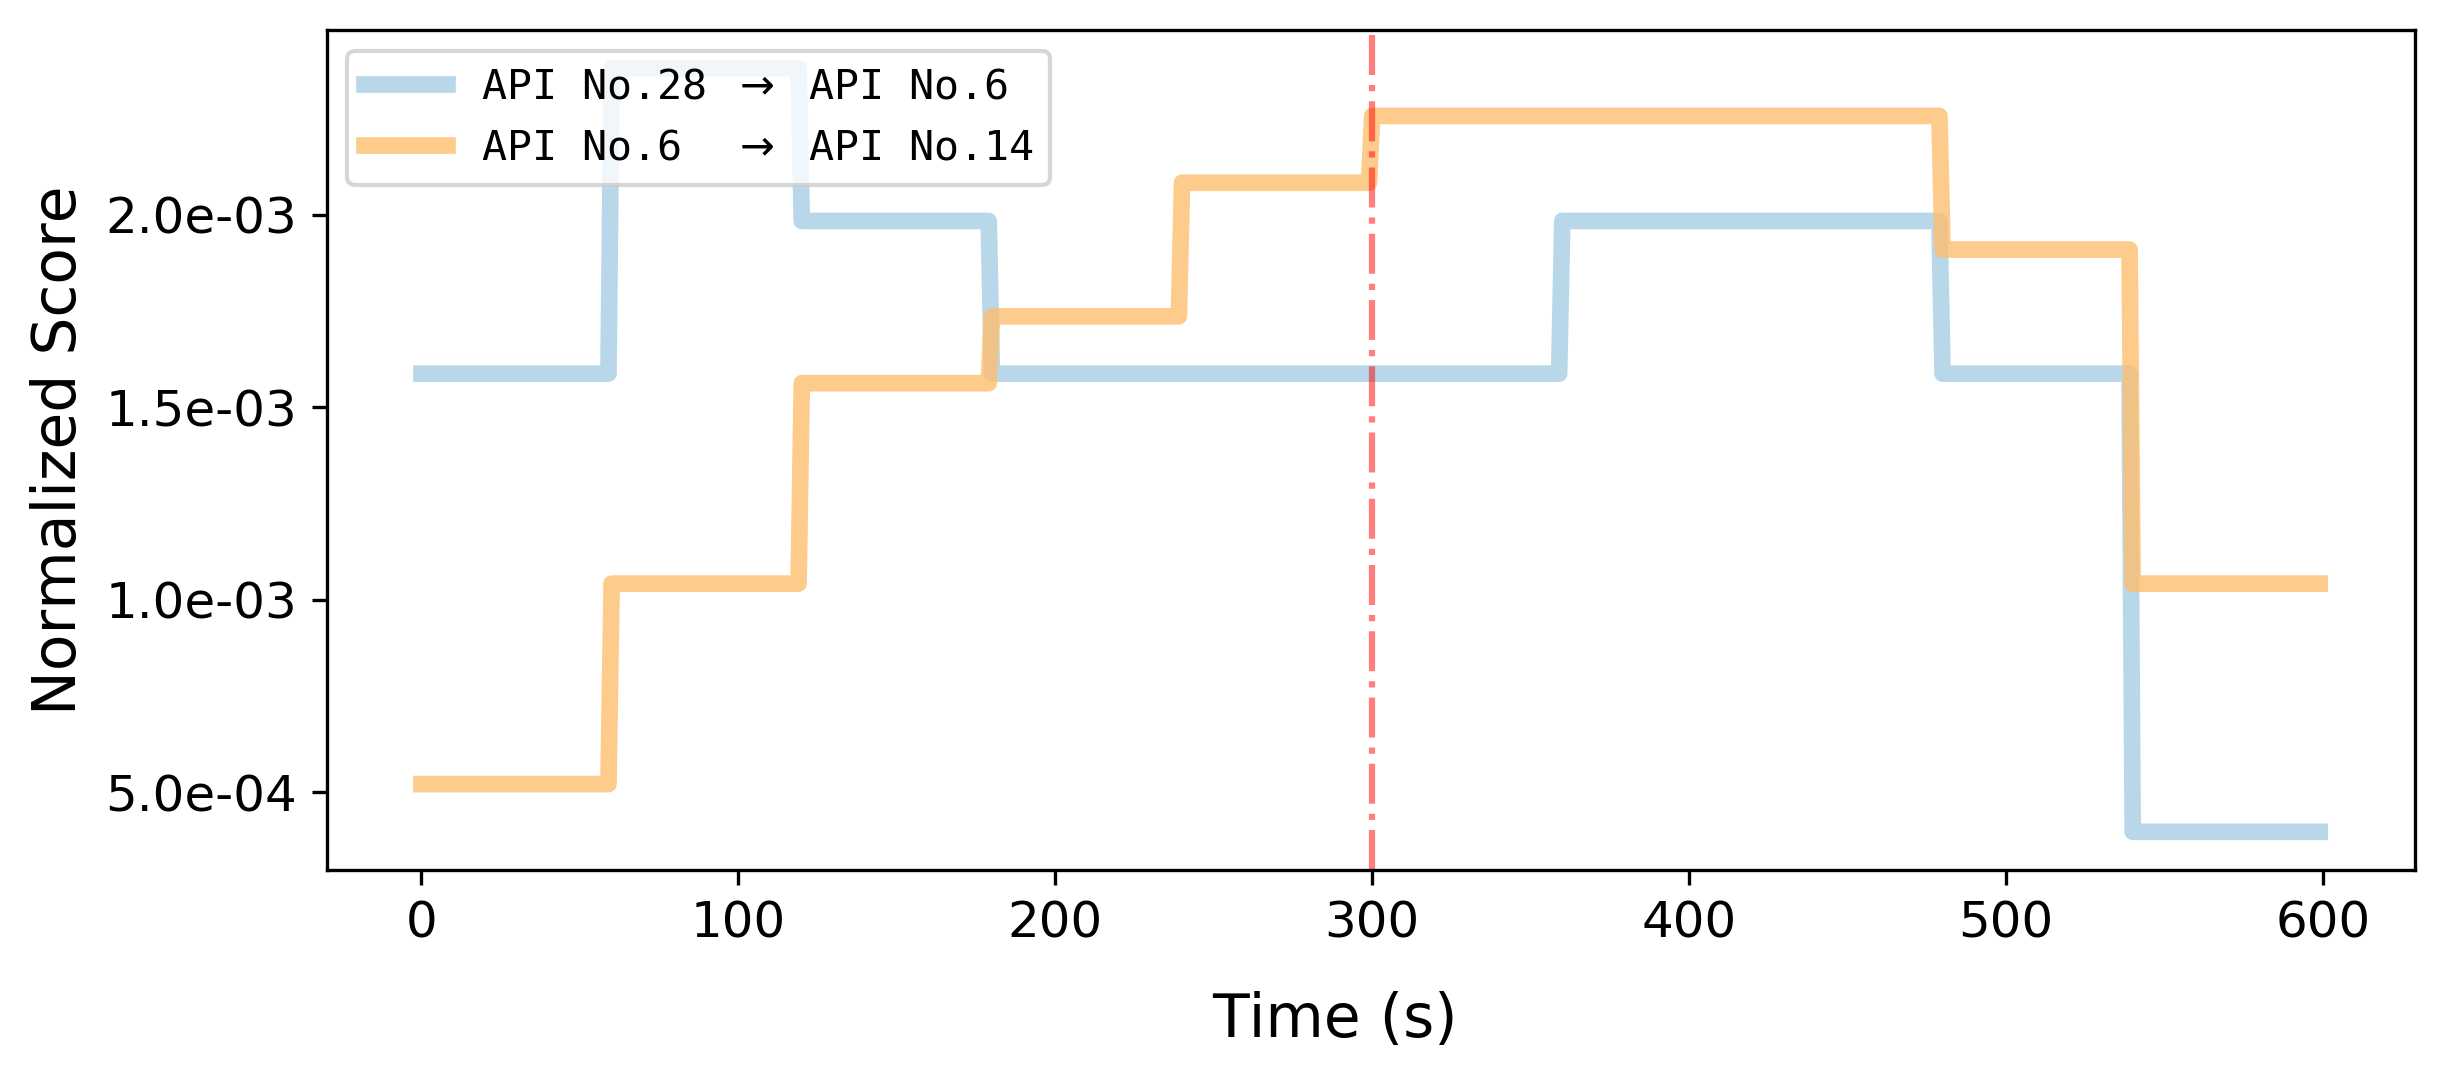 API No.28 → API No.6
API No.6 → API No.14
Normalized Score
2.0e-03
1.5e-03
1.0e-03
5.0e-04
0 100 200 300 400 500 600
Time (s)